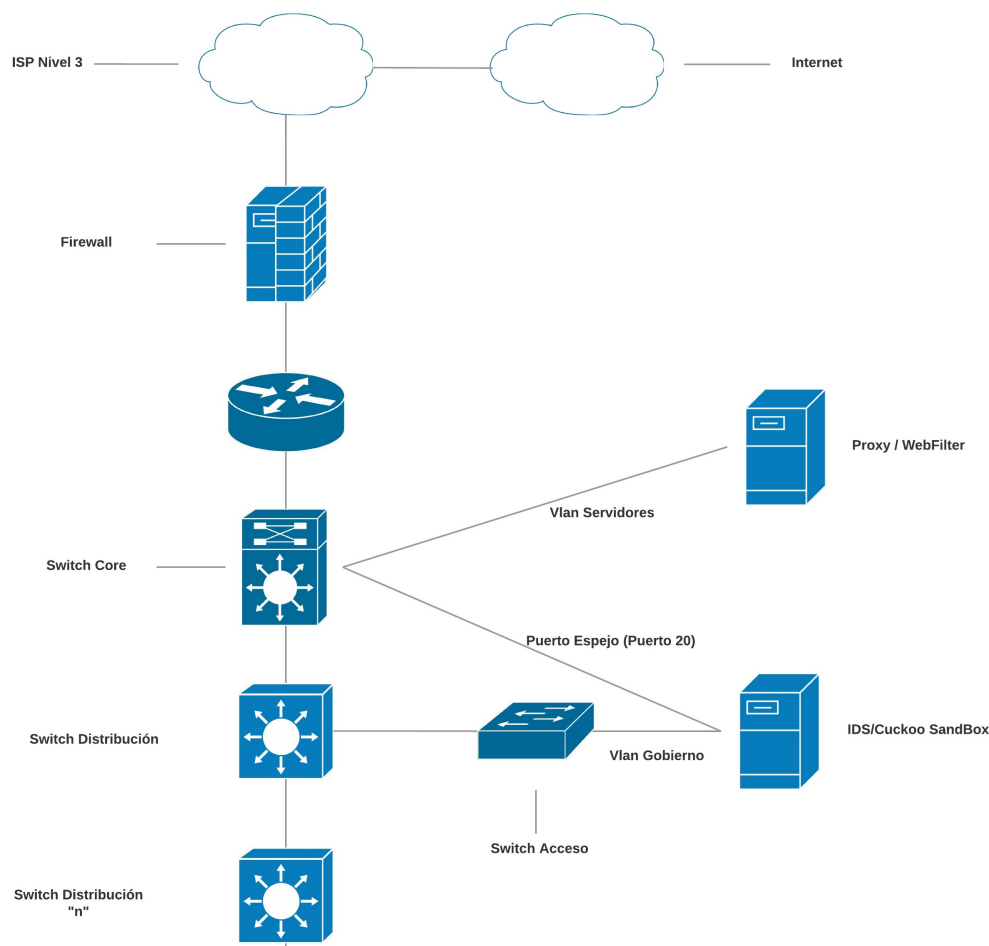 ISP Nivel 3
Internet
Firewall
Proxy / WebFilter
Vlan Servidores
Switch Core
Puerto Espejo (Puerto 20)
Switch Distribución
IDS/Cuckoo SandBox
Vlan Gobierno
Switch Acceso
Switch Distribución
"n"